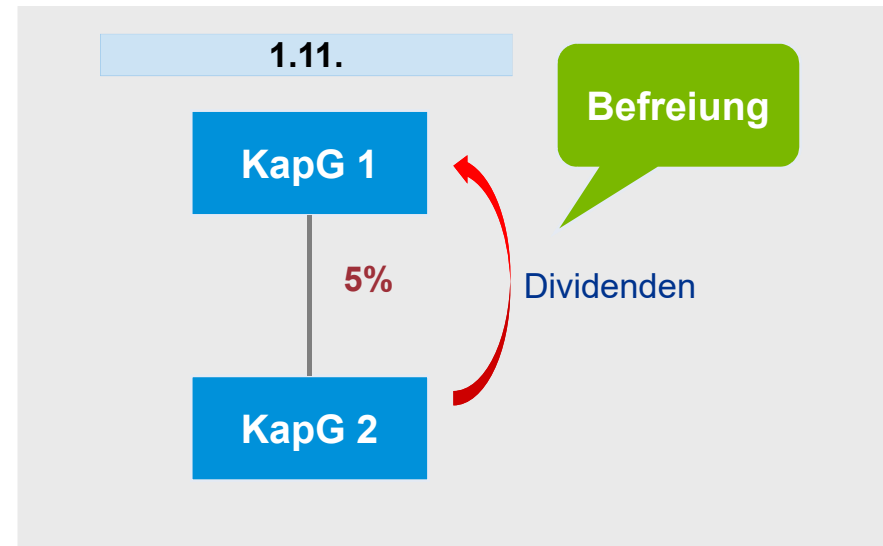 1.11.
Befreiung
KapG 1
5%
Dividenden
KapG 2